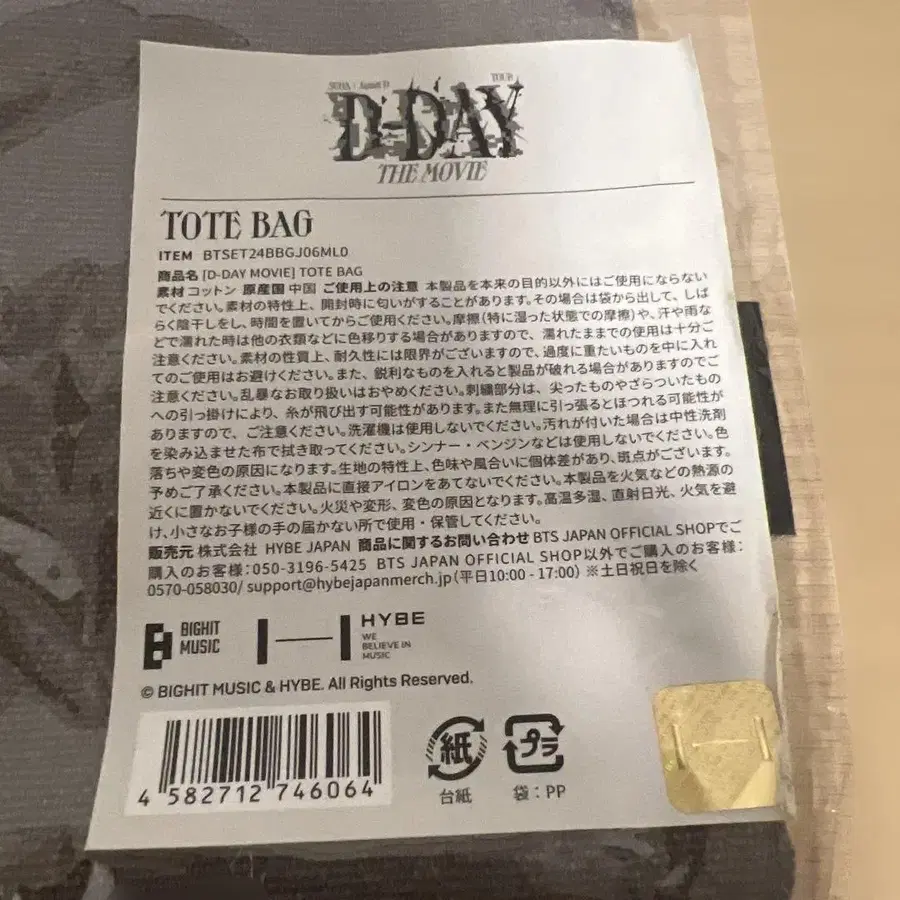 SUGA | Agust D TOUR
D-DAY
THE MOVIE
TOTE BAG
ITEM BTSET24BBGJ06ML0
商品名 [D-DAY MOVIE] TOTE BAG
素材 コットン 原産国 中国 ご使用上の注意 本製品を本来の目的以外にはご使用にならない
でください。素材の特性上、開封時に匂いがすることがあります。その場合は袋から出して、しば
らく陰干しをし、時間を置いてからご使用ください。摩擦（特に湿った状態での摩擦）や、汗や雨な
どで濡れた時は他の衣類などに色移りする場合がありますので、濡れたままでの使用は十分ご
注意ください。素材の性質上、耐久性には限界がございますので、過度に重たいものを中に入れ
てのご使用はお避けください。また、鋭利なものを入れると製品が破れる場合がありますのでご
注意ください。乱暴なお取り扱いはおやめください。刺繍部分は、尖ったものやざらついたもの
への引っ掛けにより、糸が飛び出す可能性があります。また無理に引っ張るとほつれる可能性が
ありますので、ご注意ください。洗濯機は使用しないでください。汚れが付いた場合は中性洗剤
を染み込ませた布で拭き取ってください。シンナー・ベンジンなどは使用しないでください。色
落ちや変色の原因になります。生地の特性上、色味や風合いに個体差があり、斑点がございます。
予めご了承ください。本製品に直接アイロンをあてないでください。本製品を火気などの熱源の
近くに置かないでください。火災や変形、変色の原因となります。高温多湿、直射日光、火気を避
け、小さなお子様の手の届かない所で使用・保管してください。
販売元 株式会社 HYBE JAPAN 商品に関するお問い合わせ BTS JAPAN OFFICIAL SHOPでご
購入のお客様：050-3196-5425 BTS JAPAN OFFICIAL SHOP以外でご購入のお客様：
0570-058030/ support@hybejapanmerch.jp（平日10:00 - 17:00） ※土日祝日を除く
BIGHIT
MUSIC
HYBE
WE
BELIEVE IN
MUSIC
© BIGHIT MUSIC & HYBE. All Rights Reserved.
4 582712 746064
紙
台紙
プラ
袋：PP